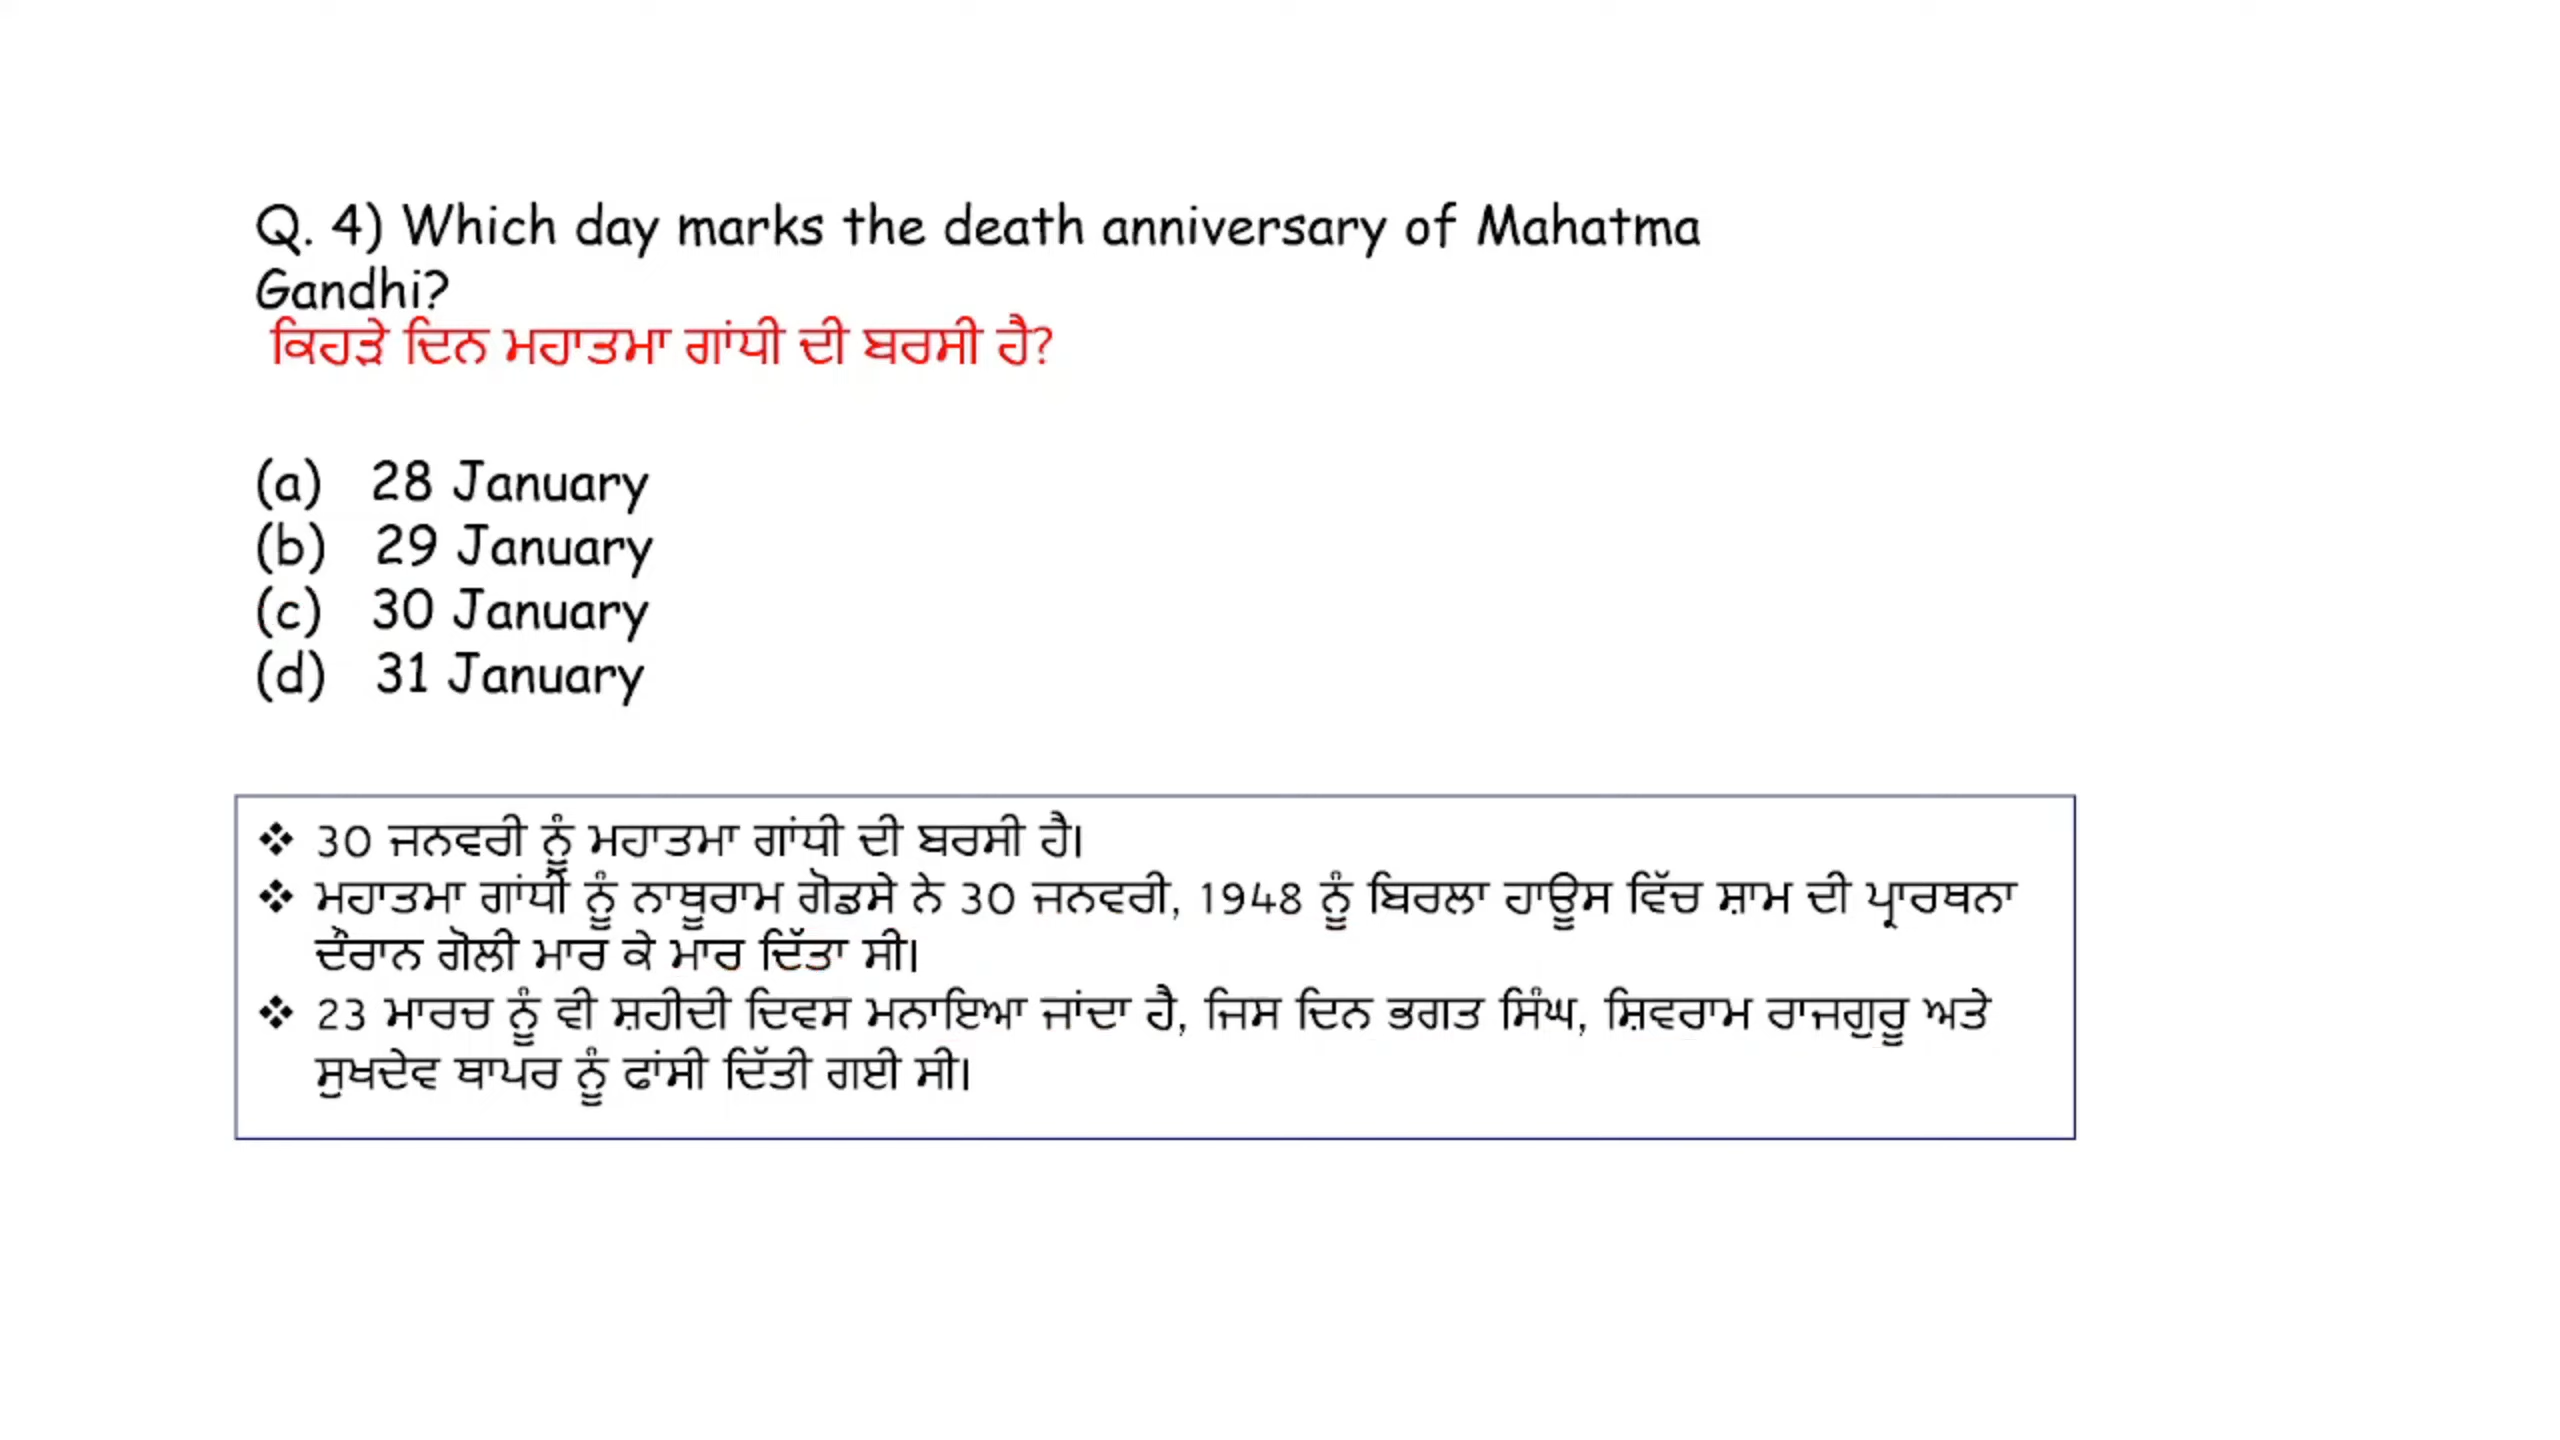 Q. 4) Which day marks the death anniversary of Mahatma
Gandhi?
ਕਿਹੜੇ ਦਿਨ ਮਹਾਤਮਾ ਗਾਂਧੀ ਦੀ ਬਰਸੀ ਹੈ?
(a) 28 January
(b) 29 January
(c) 30 January
(d) 31 January
❖ 30 ਜਨਵਰੀ ਨੂੰ ਮਹਾਤਮਾ ਗਾਂਧੀ ਦੀ ਬਰਸੀ ਹੈ।
❖ ਮਹਾਤਮਾ ਗਾਂਧੀ ਨੂੰ ਨਾਥੂਰਾਮ ਗੋਡਸੇ ਨੇ 30 ਜਨਵਰੀ, 1948 ਨੂੰ ਬਿਰਲਾ ਹਾਊਸ ਵਿੱਚ ਸ਼ਾਮ ਦੀ ਪ੍ਰਾਰਥਨਾ
ਦੌਰਾਨ ਗੋਲੀ ਮਾਰ ਕੇ ਮਾਰ ਦਿੱਤਾ ਸੀ।
❖ 23 ਮਾਰਚ ਨੂੰ ਵੀ ਸ਼ਹੀਦੀ ਦਿਵਸ ਮਨਾਇਆ ਜਾਂਦਾ ਹੈ, ਜਿਸ ਦਿਨ ਭਗਤ ਸਿੰਘ, ਸ਼ਿਵਰਾਮ ਰਾਜਗੁਰੂ ਅਤੇ
ਸੁਖਦੇਵ ਥਾਪਰ ਨੂੰ ਫਾਂਸੀ ਦਿੱਤੀ ਗਈ ਸੀ।